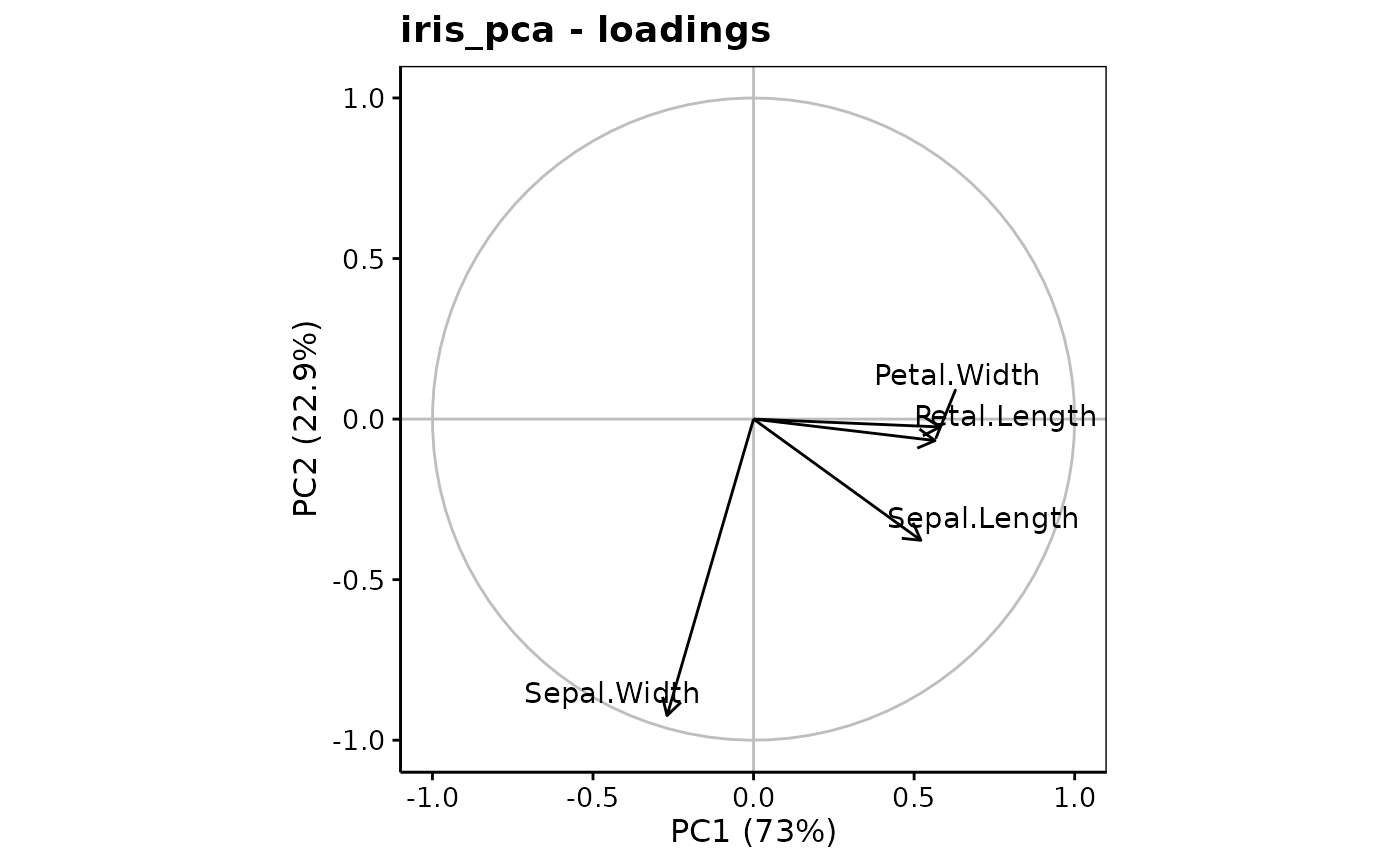 iris_pca - loadings
1.0
0.5
0.0
-0.5
-1.0
PC2 (22.9%)
Petal.Width
Petal.Length
Sepal.Length
Sepal.Width
-1.0 -0.5 0.0 0.5 1.0
PC1 (73%)